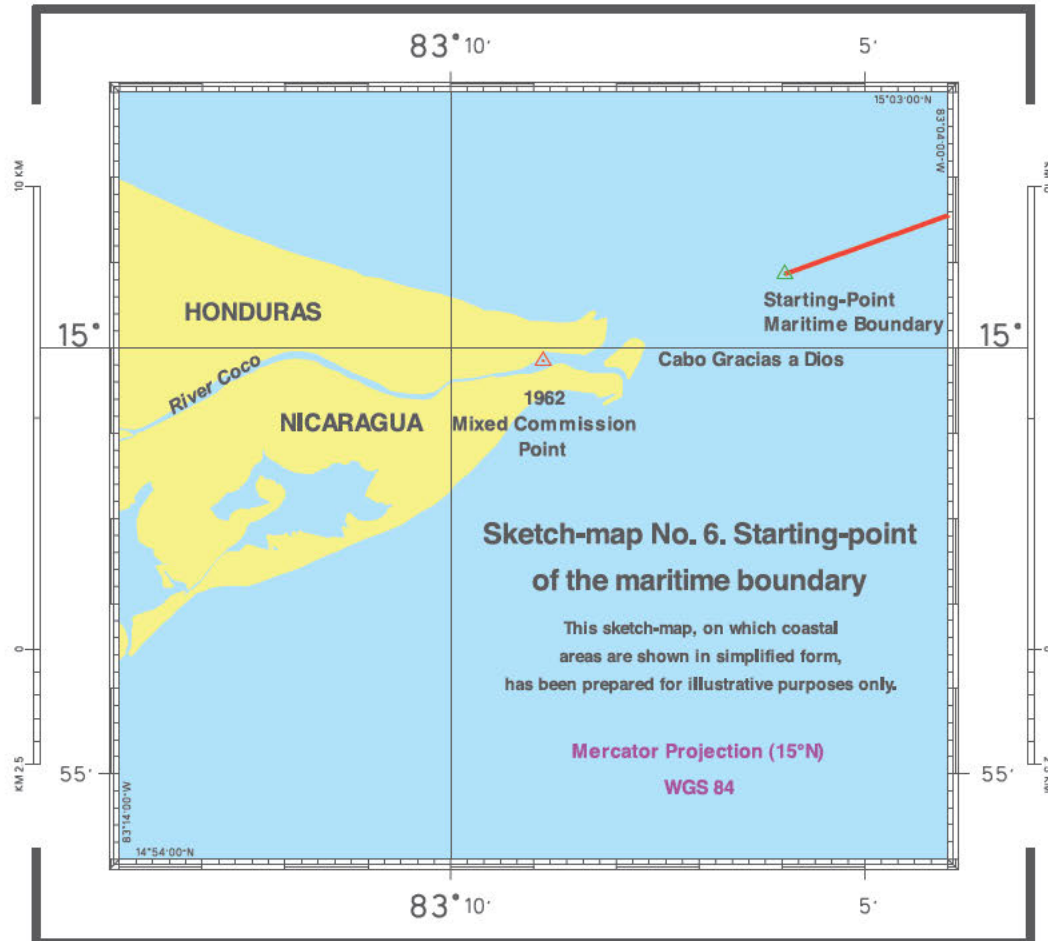 83° 10′ 5′
15°03′00″N
83°04′00″W
10 KM
HONDURAS
Starting-Point
Maritime Boundary
15° 15°
Cabo Gracias a Dios
River Coco
1962
Mixed Commission
Point
NICARAGUA
Sketch-map No. 6. Starting-point
of the maritime boundary
This sketch-map, on which coastal
areas are shown in simplified form,
has been prepared for illustrative purposes only.
0 0
Mercator Projection (15°N)
WGS 84
KM 2.5
55′ 55′
83°14′00″W
14°54′00″N
83° 10′ 5′